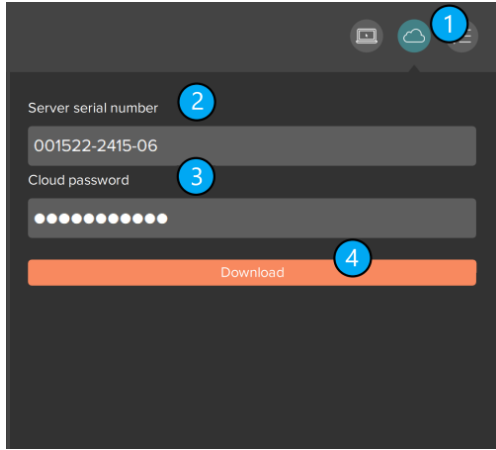 1
Server serial number 2
001522-2415-06
Cloud password 3
●●●●●●●●●●●
4
Download